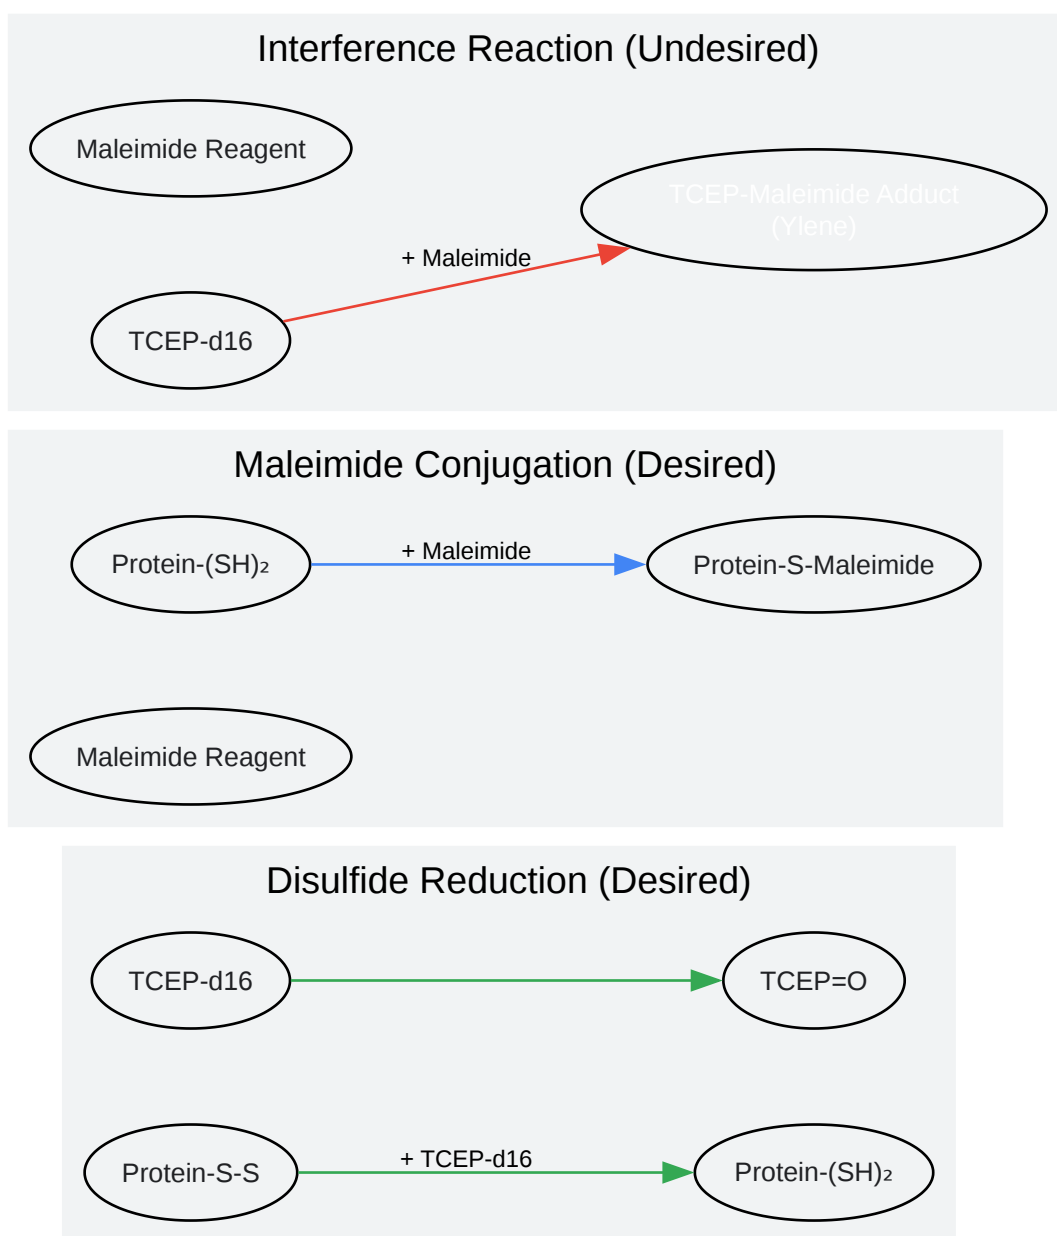 Interference Reaction (Undesired)
Maleimide Reagent
TCEP-Maleimide Adduct
(Ylene)
+ Maleimide
TCEP-d16
Maleimide Conjugation (Desired)
Protein-(SH)₂
+ Maleimide
Protein-S-Maleimide
Maleimide Reagent
Disulfide Reduction (Desired)
TCEP-d16
TCEP=O
Protein-S-S
+ TCEP-d16
Protein-(SH)₂